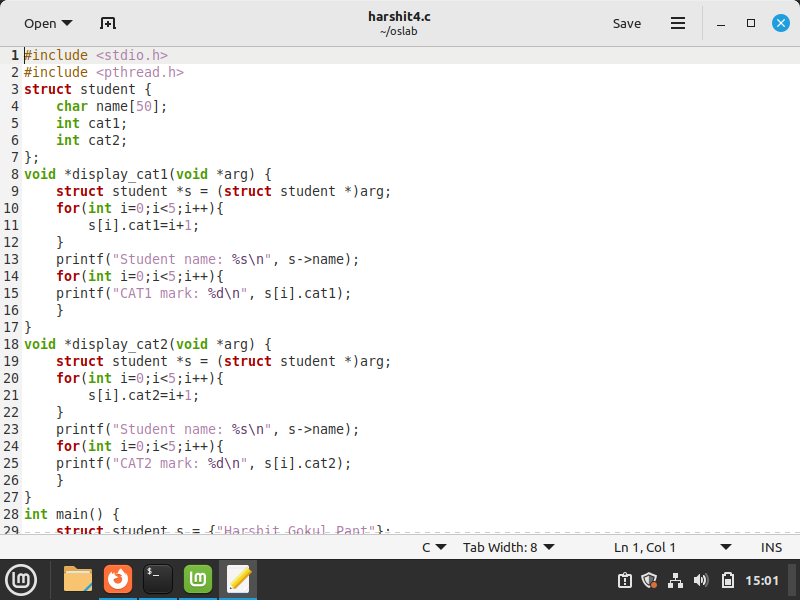 Open
harshit4.c
~/oslab
Save
1 #include <stdio.h>
2 #include <pthread.h>
3 struct student {
4     char name[50];
5     int cat1;
6     int cat2;
7 };
8 void *display_cat1(void *arg) {
9     struct student *s = (struct student *)arg;
10     for(int i=0;i<5;i++){
11         s[i].cat1=i+1;
12     }
13     printf("Student name: %s\n", s->name);
14     for(int i=0;i<5;i++){
15     printf("CAT1 mark: %d\n", s[i].cat1);
16     }
17 }
18 void *display_cat2(void *arg) {
19     struct student *s = (struct student *)arg;
20     for(int i=0;i<5;i++){
21         s[i].cat2=i+1;
22     }
23     printf("Student name: %s\n", s->name);
24     for(int i=0;i<5;i++){
25     printf("CAT2 mark: %d\n", s[i].cat2);
26     }
27 }
28 int main() {
29     struct student s = {"Harshit Gokul Pant"};
C Tab Width: 8 Ln 1, Col 1 INS
15:01